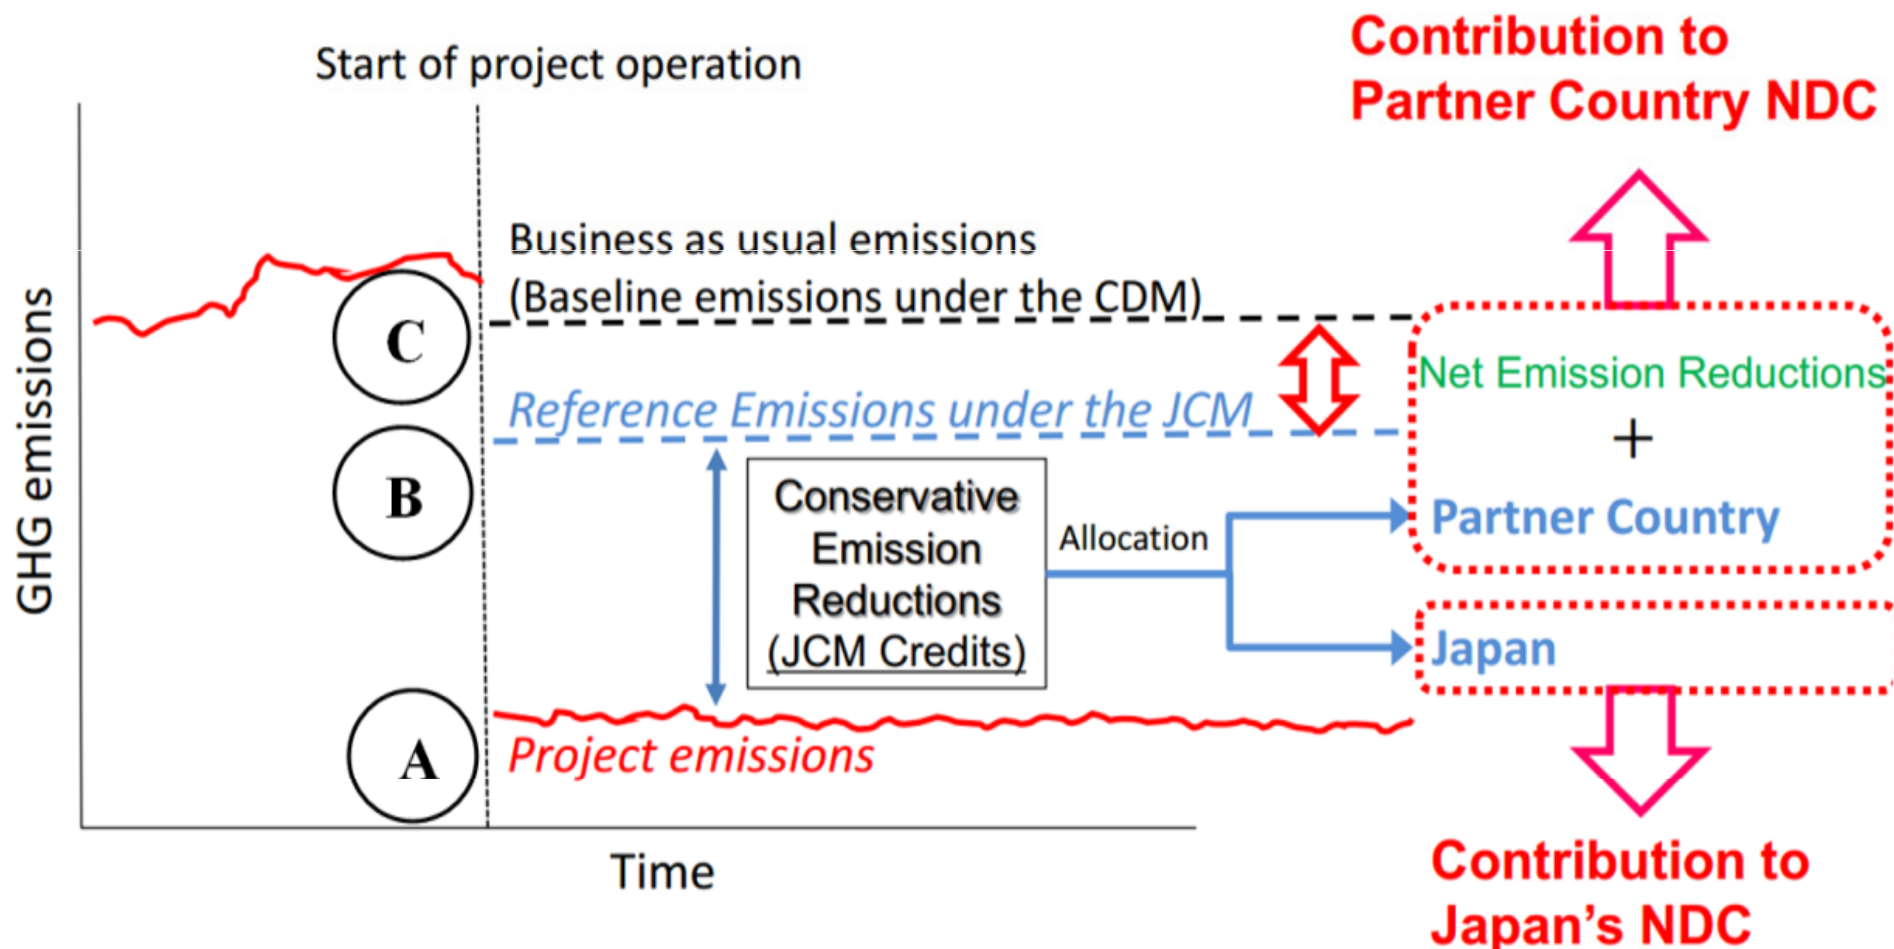 Contribution to
Partner Country NDC
Start of project operation
Business as usual emissions
(Baseline emissions under the CDM)
C
Net Emission Reductions
Reference Emissions under the JCM
+
B
Conservative
Emission
Reductions
(JCM Credits)
Allocation
Partner Country
Japan
GHG emissions
A
Project emissions
Time
Contribution to
Japan's NDC